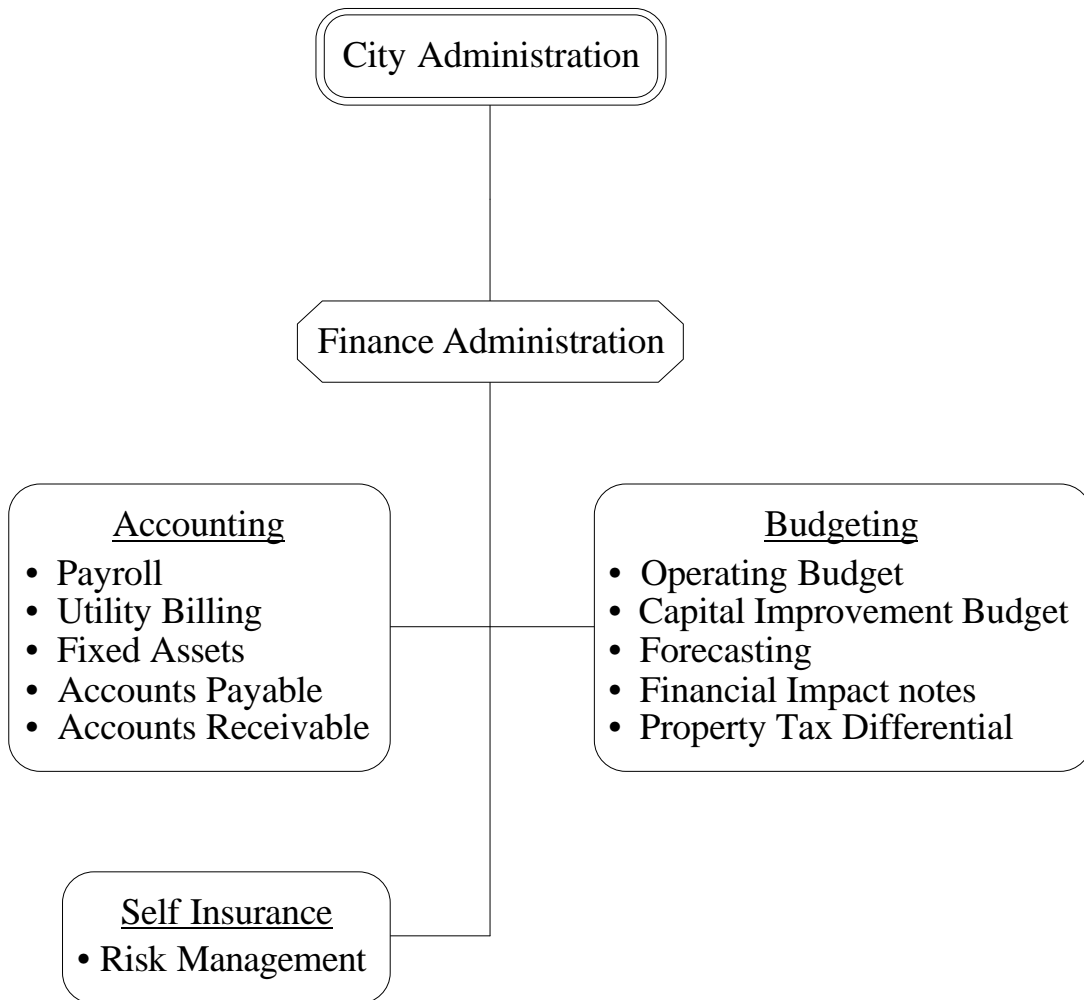 City Administration
Finance Administration
Accounting
• Payroll
• Utility Billing
• Fixed Assets
• Accounts Payable
• Accounts Receivable
Budgeting
• Operating Budget
• Capital Improvement Budget
• Forecasting
• Financial Impact notes
• Property Tax Differential
Self Insurance
• Risk Management